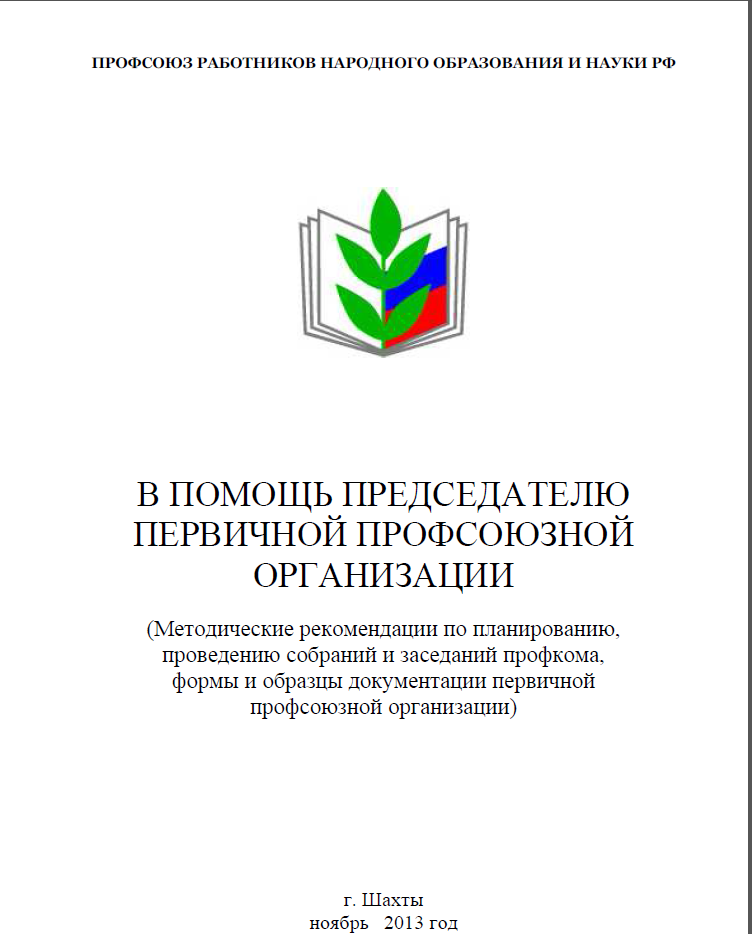 ПРОФСОЮЗ РАБОТНИКОВ НАРОДНОГО ОБРАЗОВАНИЯ И НАУКИ РФ
В ПОМОЩЬ ПРЕДСЕДАТЕЛЮ
ПЕРВИЧНОЙ ПРОФСОЮЗНОЙ
ОРГАНИЗАЦИИ
(Методические рекомендации по планированию,
проведению собраний и заседаний профкома,
формы и образцы документации первичной
профсоюзной организации)
г. Шахты
ноябрь 2013 год